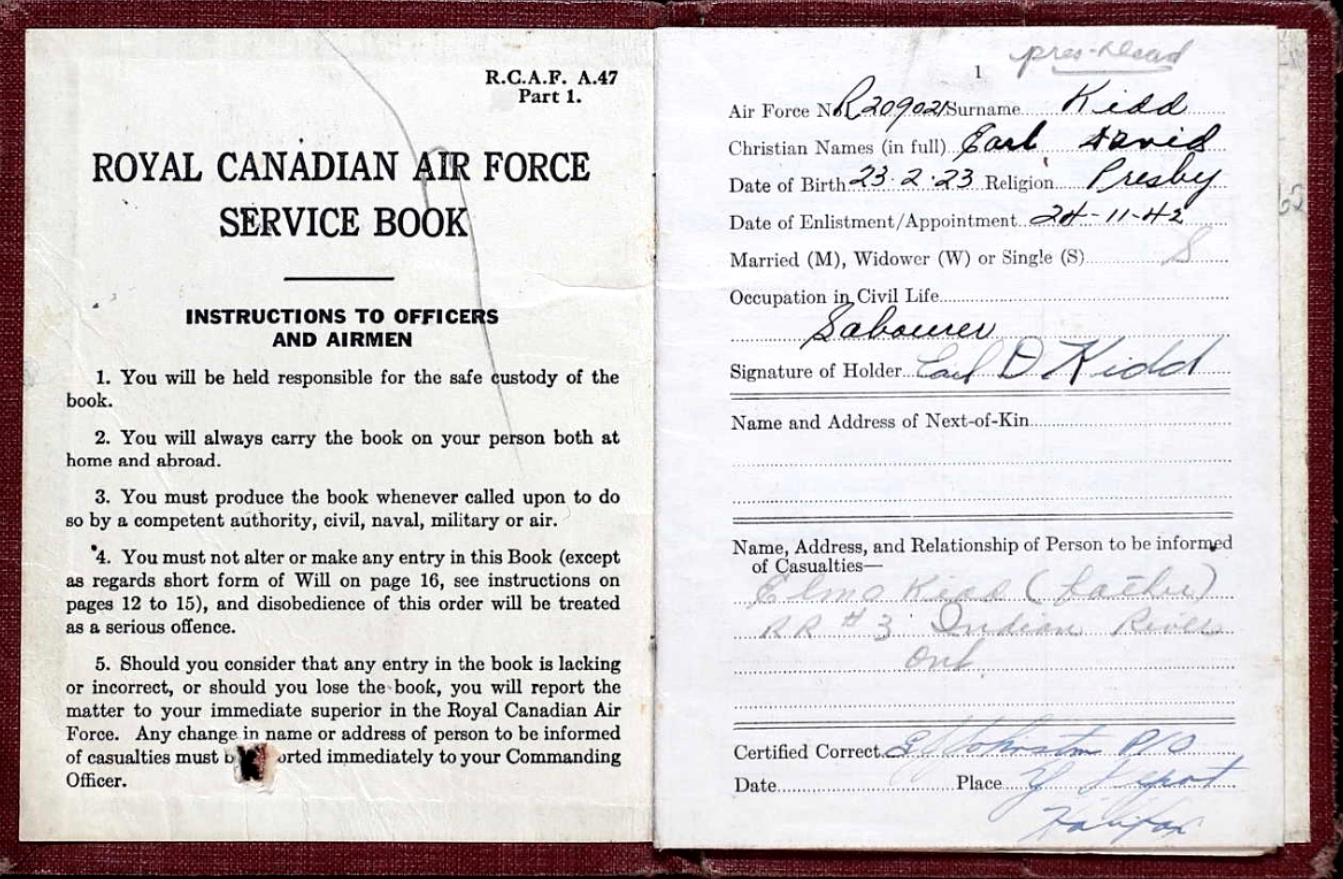 R.C.A.F. A.47
Part 1.
ROYAL CANADIAN AIR FORCE
SERVICE BOOK
INSTRUCTIONS TO OFFICERS
AND AIRMEN
1. You will be held responsible for the safe custody of the
book.
2. You will always carry the book on your person both at
home and abroad.
3. You must produce the book whenever called upon to do
so by a competent authority, civil, naval, military or air.
4. You must not alter or make any entry in this Book (except
as regards short form of Will on page 16, see instructions on
pages 12 to 15), and disobedience of this order will be treated
as a serious offence.
5. Should you consider that any entry in the book is lacking
or incorrect, or should you lose the book, you will report the
matter to your immediate superior in the Royal Canadian Air
Force. Any change in name or address of person to be informed
of casualties must b orted immediately to your Commanding
Officer.
1
Air Force No. R209021 Surname Kidd
Christian Names (in full) Earl David
Date of Birth 23.2.23 Religion Presby
Date of Enlistment/Appointment 24-11-42
Married (M), Widower (W) or Single (S) S
Occupation in Civil Life
Labourer
Signature of Holder Earl D Kidd
Name and Address of Next-of-Kin
Name, Address, and Relationship of Person to be informed
of Casualties—
Kidd (father)
RR #3 Indian River
Ont
Certified Correct Johnston P/O
Date Place Y Depot
Halifax